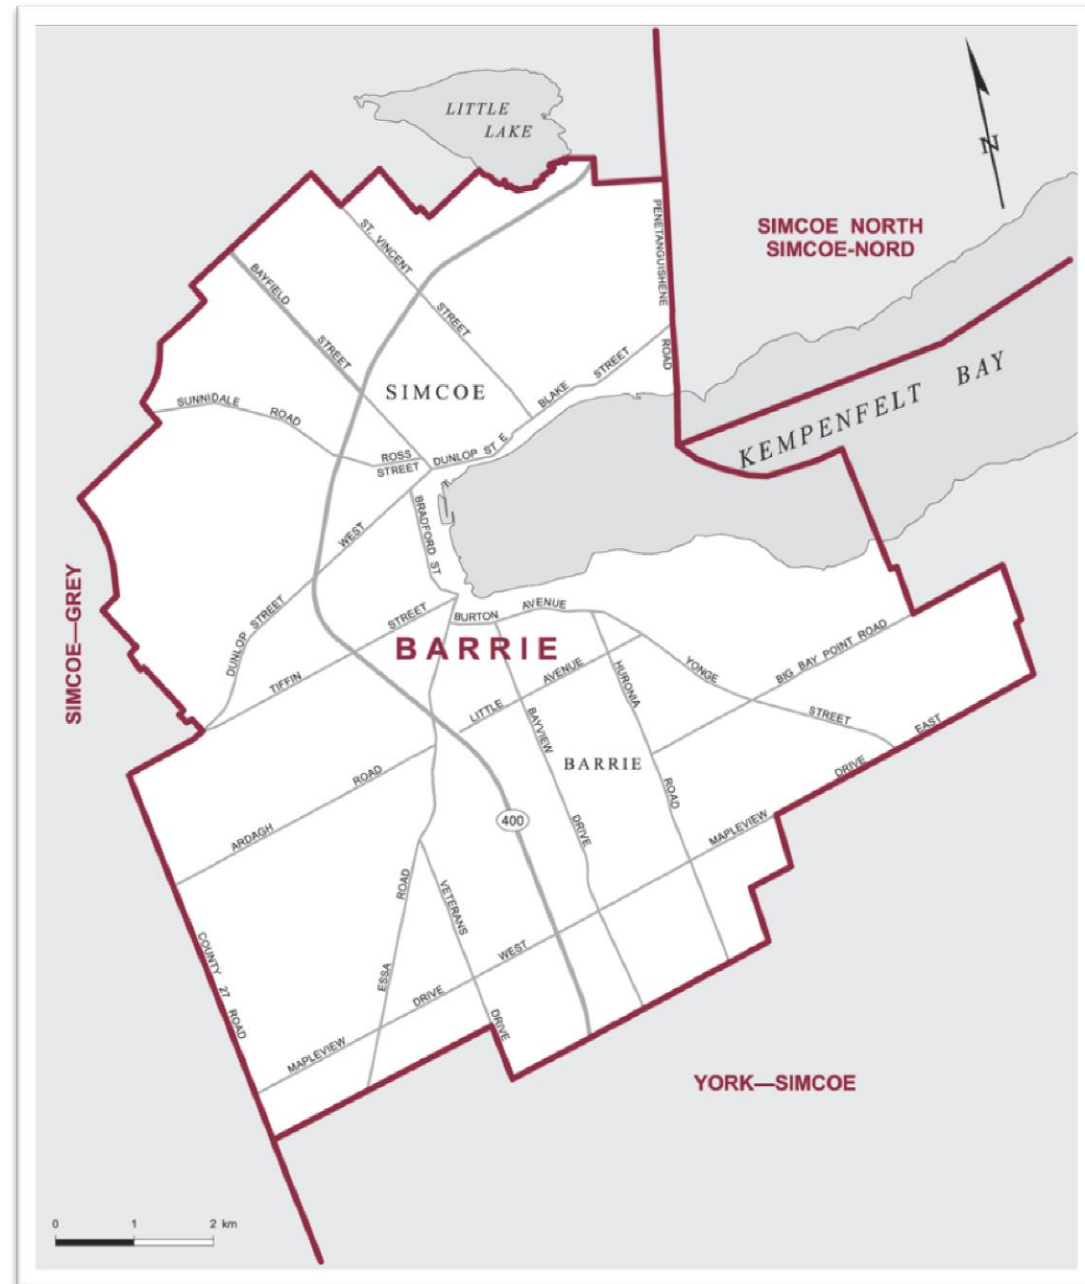 LITTLE
LAKE
N
SIMCOE NORTH
SIMCOE-NORD
PENETANGUISHENE
ROAD
ST. VINCENT
STREET
BAYFIELD
STREET
KEMPENFELT BAY
SIMCOE
BLAKE STREET
SUNNIDALE ROAD
ROSS
STREET
DUNLOP ST E
BRADFORD ST
DUNLOP STREET WEST
SIMCOE—GREY
TIFFIN STREET
BURTON AVENUE
BARRIE
LITTLE AVENUE
HURONIA
ROAD
YONGE
STREET
BIG BAY POINT ROAD
BAYVIEW
DRIVE
BARRIE
ARDAGH ROAD
400
MAPLEVIEW DRIVE EAST
ESSA ROAD
VETERANS
DRIVE
COUNTY 27 ROAD
MAPLEVIEW DRIVE WEST
YORK—SIMCOE
0 1 2 km